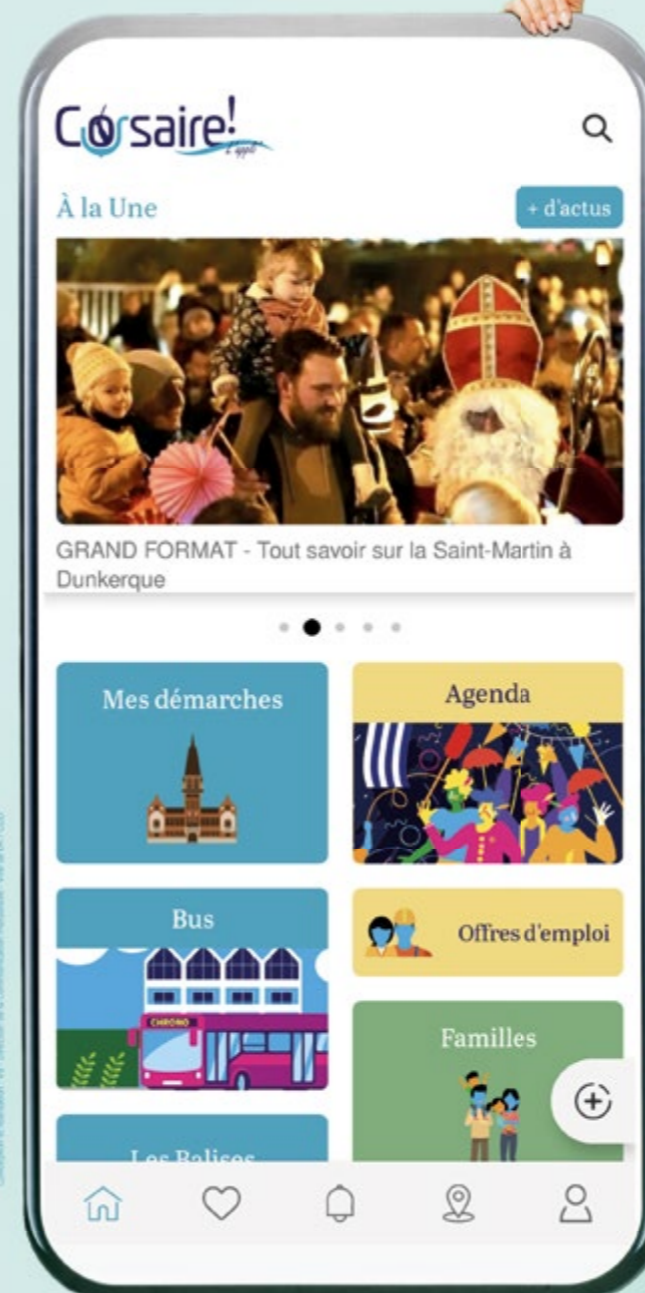 Corsaire!
l'appli
À la Une
+ d'actus
GRAND FORMAT - Tout savoir sur la Saint-Martin à
Dunkerque
Mes démarches
Agenda
Bus
CHRONO
Offres d'emploi
Familles
Les Balises